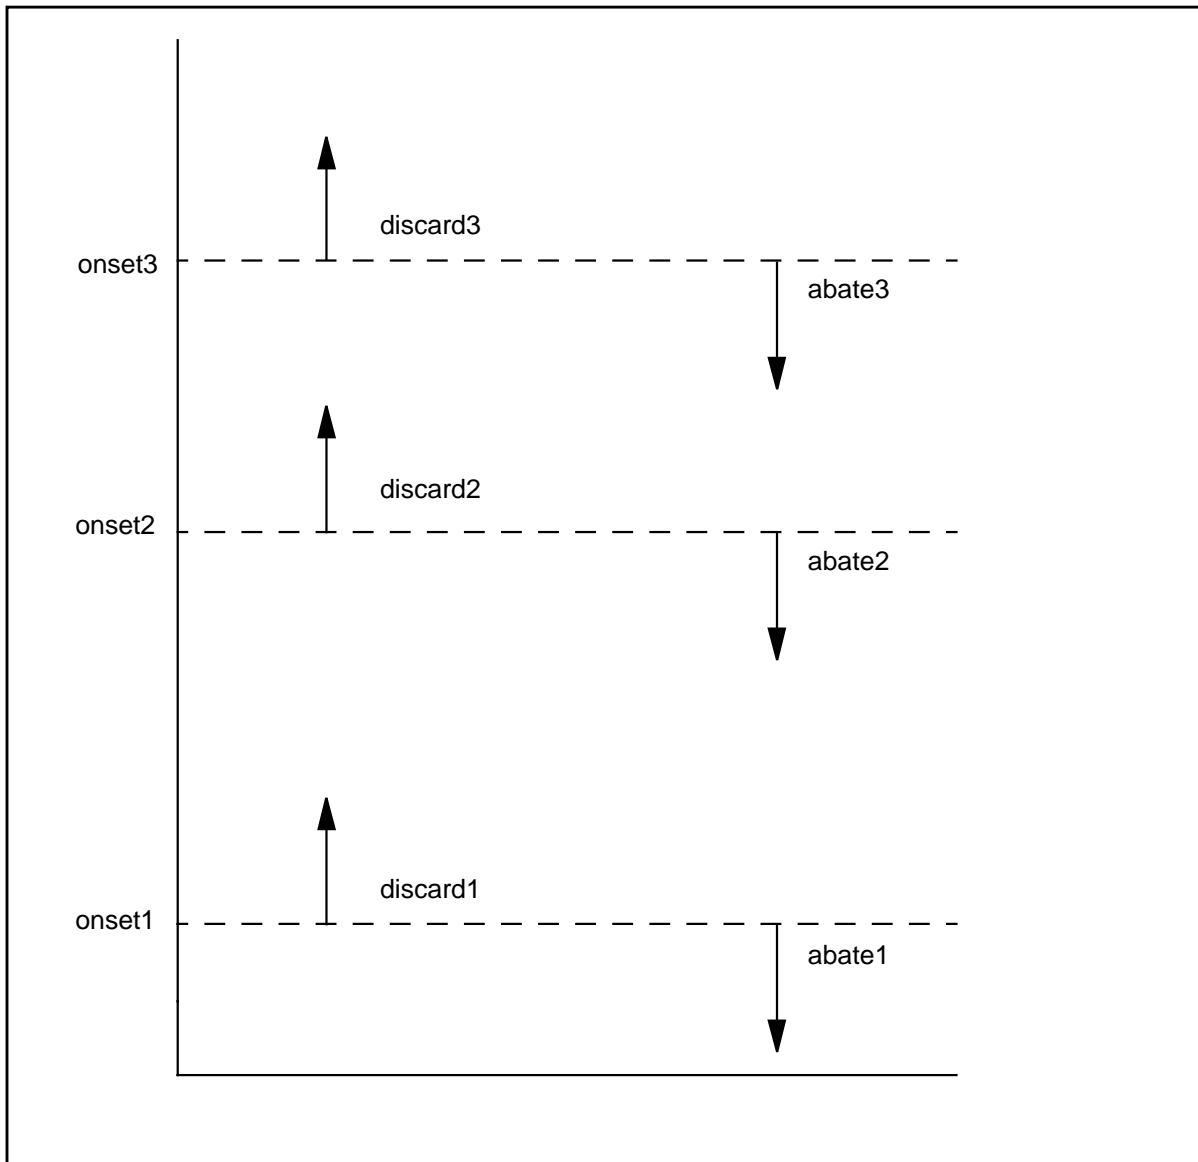 discard3
onset3
abate3
discard2
onset2
abate2
discard1
onset1
abate1